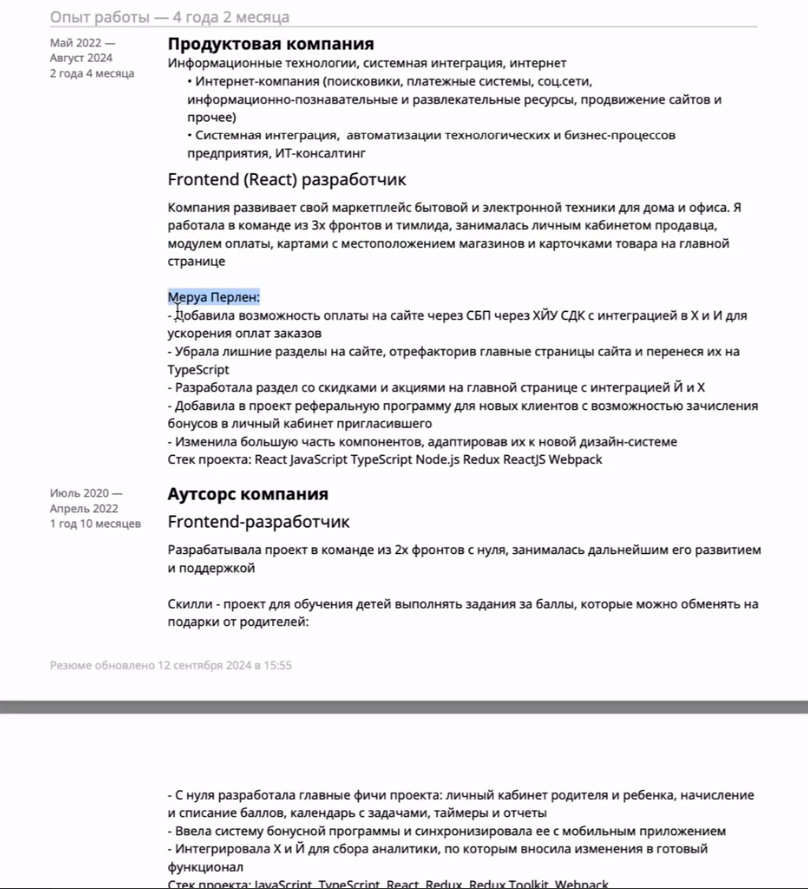 Опыт работы — 4 года 2 месяца
Май 2022 —
Август 2024
2 года 4 месяца
Продуктовая компания
Информационные технологии, системная интеграция, интернет
• Интернет-компания (поисковики, платежные системы, соц.сети,
информационно-познавательные и развлекательные ресурсы, продвижение сайтов и
прочее)
• Системная интеграция, автоматизации технологических и бизнес-процессов
предприятия, ИТ-консалтинг
Frontend (React) разработчик
Компания развивает свой маркетплейс бытовой и электронной техники для дома и офиса. Я
работала в команде из 3х фронтов и тимлида, занималась личным кабинетом продавца,
модулем оплаты, картами с местоположением магазинов и карточками товара на главной
странице
Меруа Перлен:
- Добавила возможность оплаты на сайте через СБП через ХЙУ СДК с интеграцией в Х и И для
ускорения оплат заказов
- Убрала лишние разделы на сайте, отрефакторив главные страницы сайта и перенеся их на
TypeScript
- Разработала раздел со скидками и акциями на главной странице с интеграцией Й и Х
- Добавила в проект реферальную программу для новых клиентов с возможностью зачисления
бонусов в личный кабинет пригласившего
- Изменила большую часть компонентов, адаптировав их к новой дизайн-системе
Стек проекта: React JavaScript TypeScript Node.js Redux ReactJS Webpack
Июль 2020 —
Апрель 2022
1 год 10 месяцев
Аутсорс компания
Frontend-разработчик
Разрабатывала проект в команде из 2х фронтов с нуля, занималась дальнейшим его развитием
и поддержкой
Скилли - проект для обучения детей выполнять задания за баллы, которые можно обменять на
подарки от родителей:
Резюме обновлено 12 сентября 2024 в 15:55
- С нуля разработала главные фичи проекта: личный кабинет родителя и ребенка, начисление
и списание баллов, календарь с задачами, таймеры и отчеты
- Ввела систему бонусной программы и синхронизировала ее с мобильным приложением
- Интегрировала Х и Й для сбора аналитики, по которым вносила изменения в готовый
функционал
Стек проекта: JavaScript, TypeScript, React, Redux, Redux Toolkit, Webpack